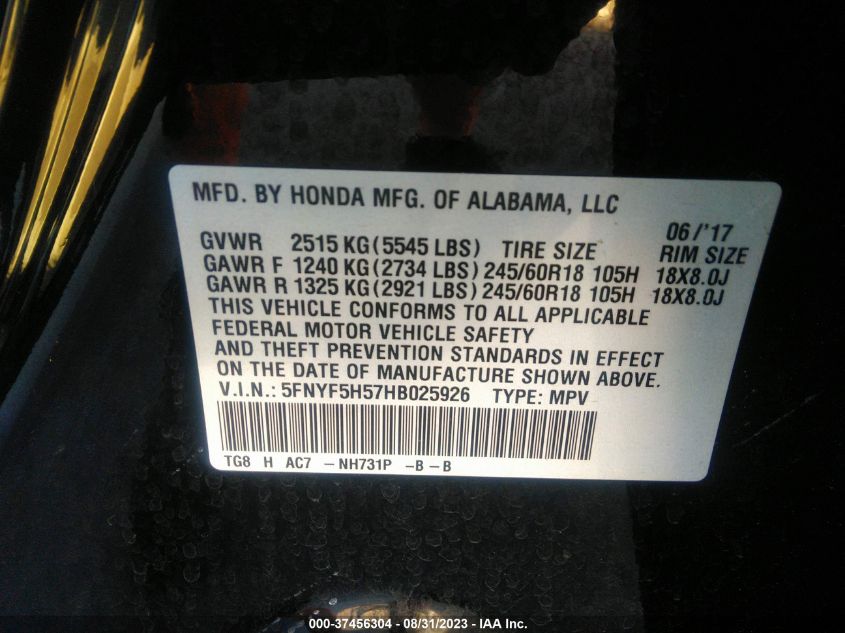 MFD. BY HONDA MFG. OF ALABAMA, LLC
06/'17
GVWR 2515 KG (5545 LBS) TIRE SIZE RIM SIZE
GAWR F 1240 KG (2734 LBS) 245/60R18 105H 18X8.0J
GAWR R 1325 KG (2921 LBS) 245/60R18 105H 18X8.0J
THIS VEHICLE CONFORMS TO ALL APPLICABLE
FEDERAL MOTOR VEHICLE SAFETY
AND THEFT PREVENTION STANDARDS IN EFFECT
ON THE DATE OF MANUFACTURE SHOWN ABOVE.
V.I.N.: 5FNYF5H57HB025926 TYPE: MPV
TG8 H AC7 -NH731P -B-B
000-37456304 - 08/31/2023 - IAA Inc.